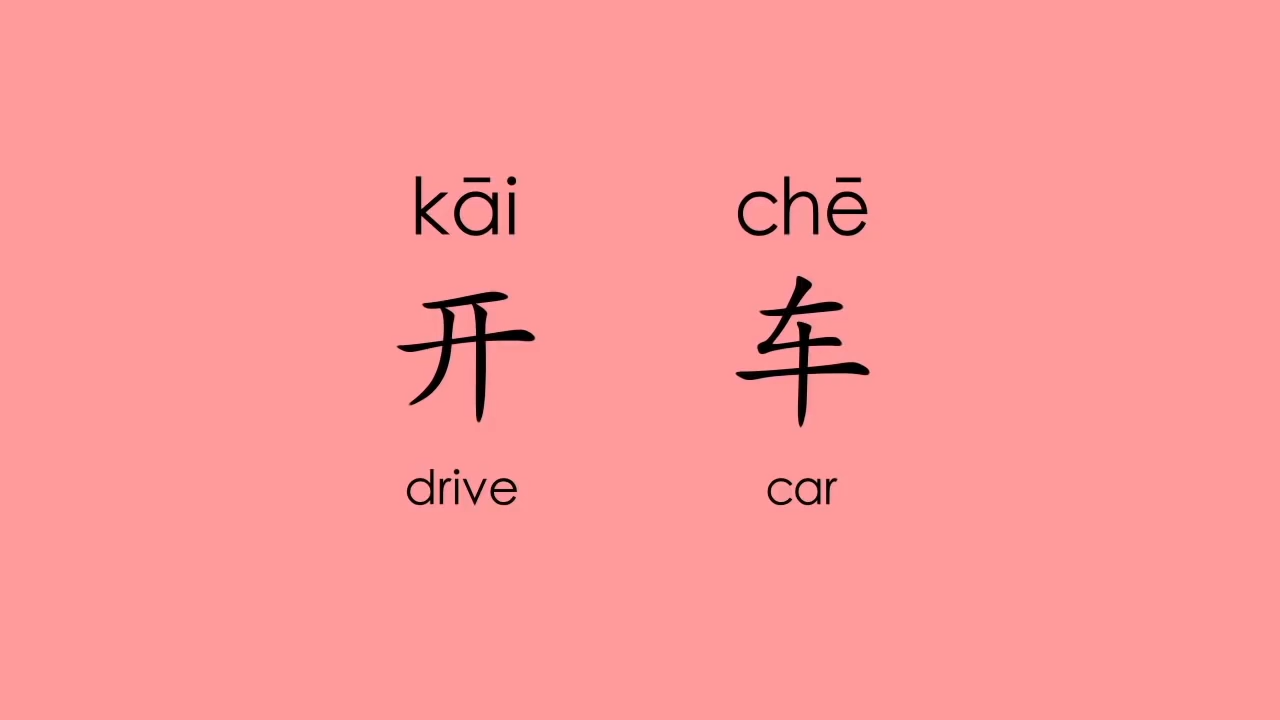 kāi chē
开 车
drive car